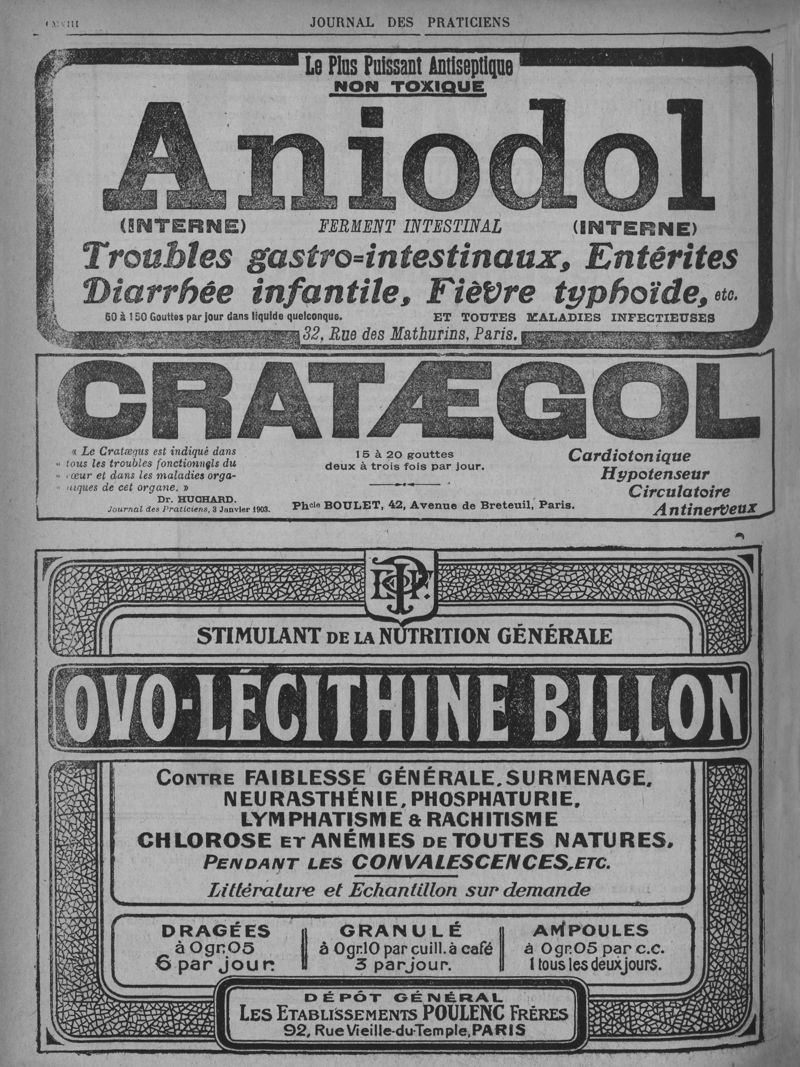 JOURNAL DES PRATICIENS
Le Plus Puissant Antiseptique
NON TOXIQUE
Aniodol
(INTERNE) FERMENT INTESTINAL (INTERNE)
Troubles gastro=intestinaux, Entérites
Diarrhée infantile, Fièvre typhoïde, etc.
50 à 150 Gouttes par jour dans liquide quelconque. ET TOUTES MALADIES INFECTIEUSES
32, Rue des Mathurins, Paris.
CRATÆGOL
« Le Cratægus est indiqué dans
« tous les troubles fonctionnels du
« cœur et dans les maladies orga-
« niques de cet organe. »
Dr. HUCHARD.
Journal des Praticiens, 3 Janvier 1903.
15 à 20 gouttes
deux à trois fois par jour.
Phcie BOULET, 42, Avenue de Breteuil, Paris.
Cardiotonique
Hypotenseur
Circulatoire
Antinerveux
STIMULANT DE LA NUTRITION GÉNÉRALE
OVO-LÉCITHINE BILLON
CONTRE FAIBLESSE GÉNÉRALE, SURMENAGE,
NEURASTHÉNIE, PHOSPHATURIE,
LYMPHATISME & RACHITISME
CHLOROSE ET ANÉMIES DE TOUTES NATURES,
PENDANT LES CONVALESCENCES, ETC.
Littérature et Echantillon sur demande
DRAGÉES
à 0gr.05
6 par jour.
GRANULÉ
à 0gr.10 par cuill. à café
3 par jour.
AMPOULES
à 0gr.05 par c.c.
1 tous les deux jours.
DÉPÔT GÉNÉRAL
LES ETABLISSEMENTS POULENC FRÈRES
92, Rue Vieille-du-Temple, PARIS